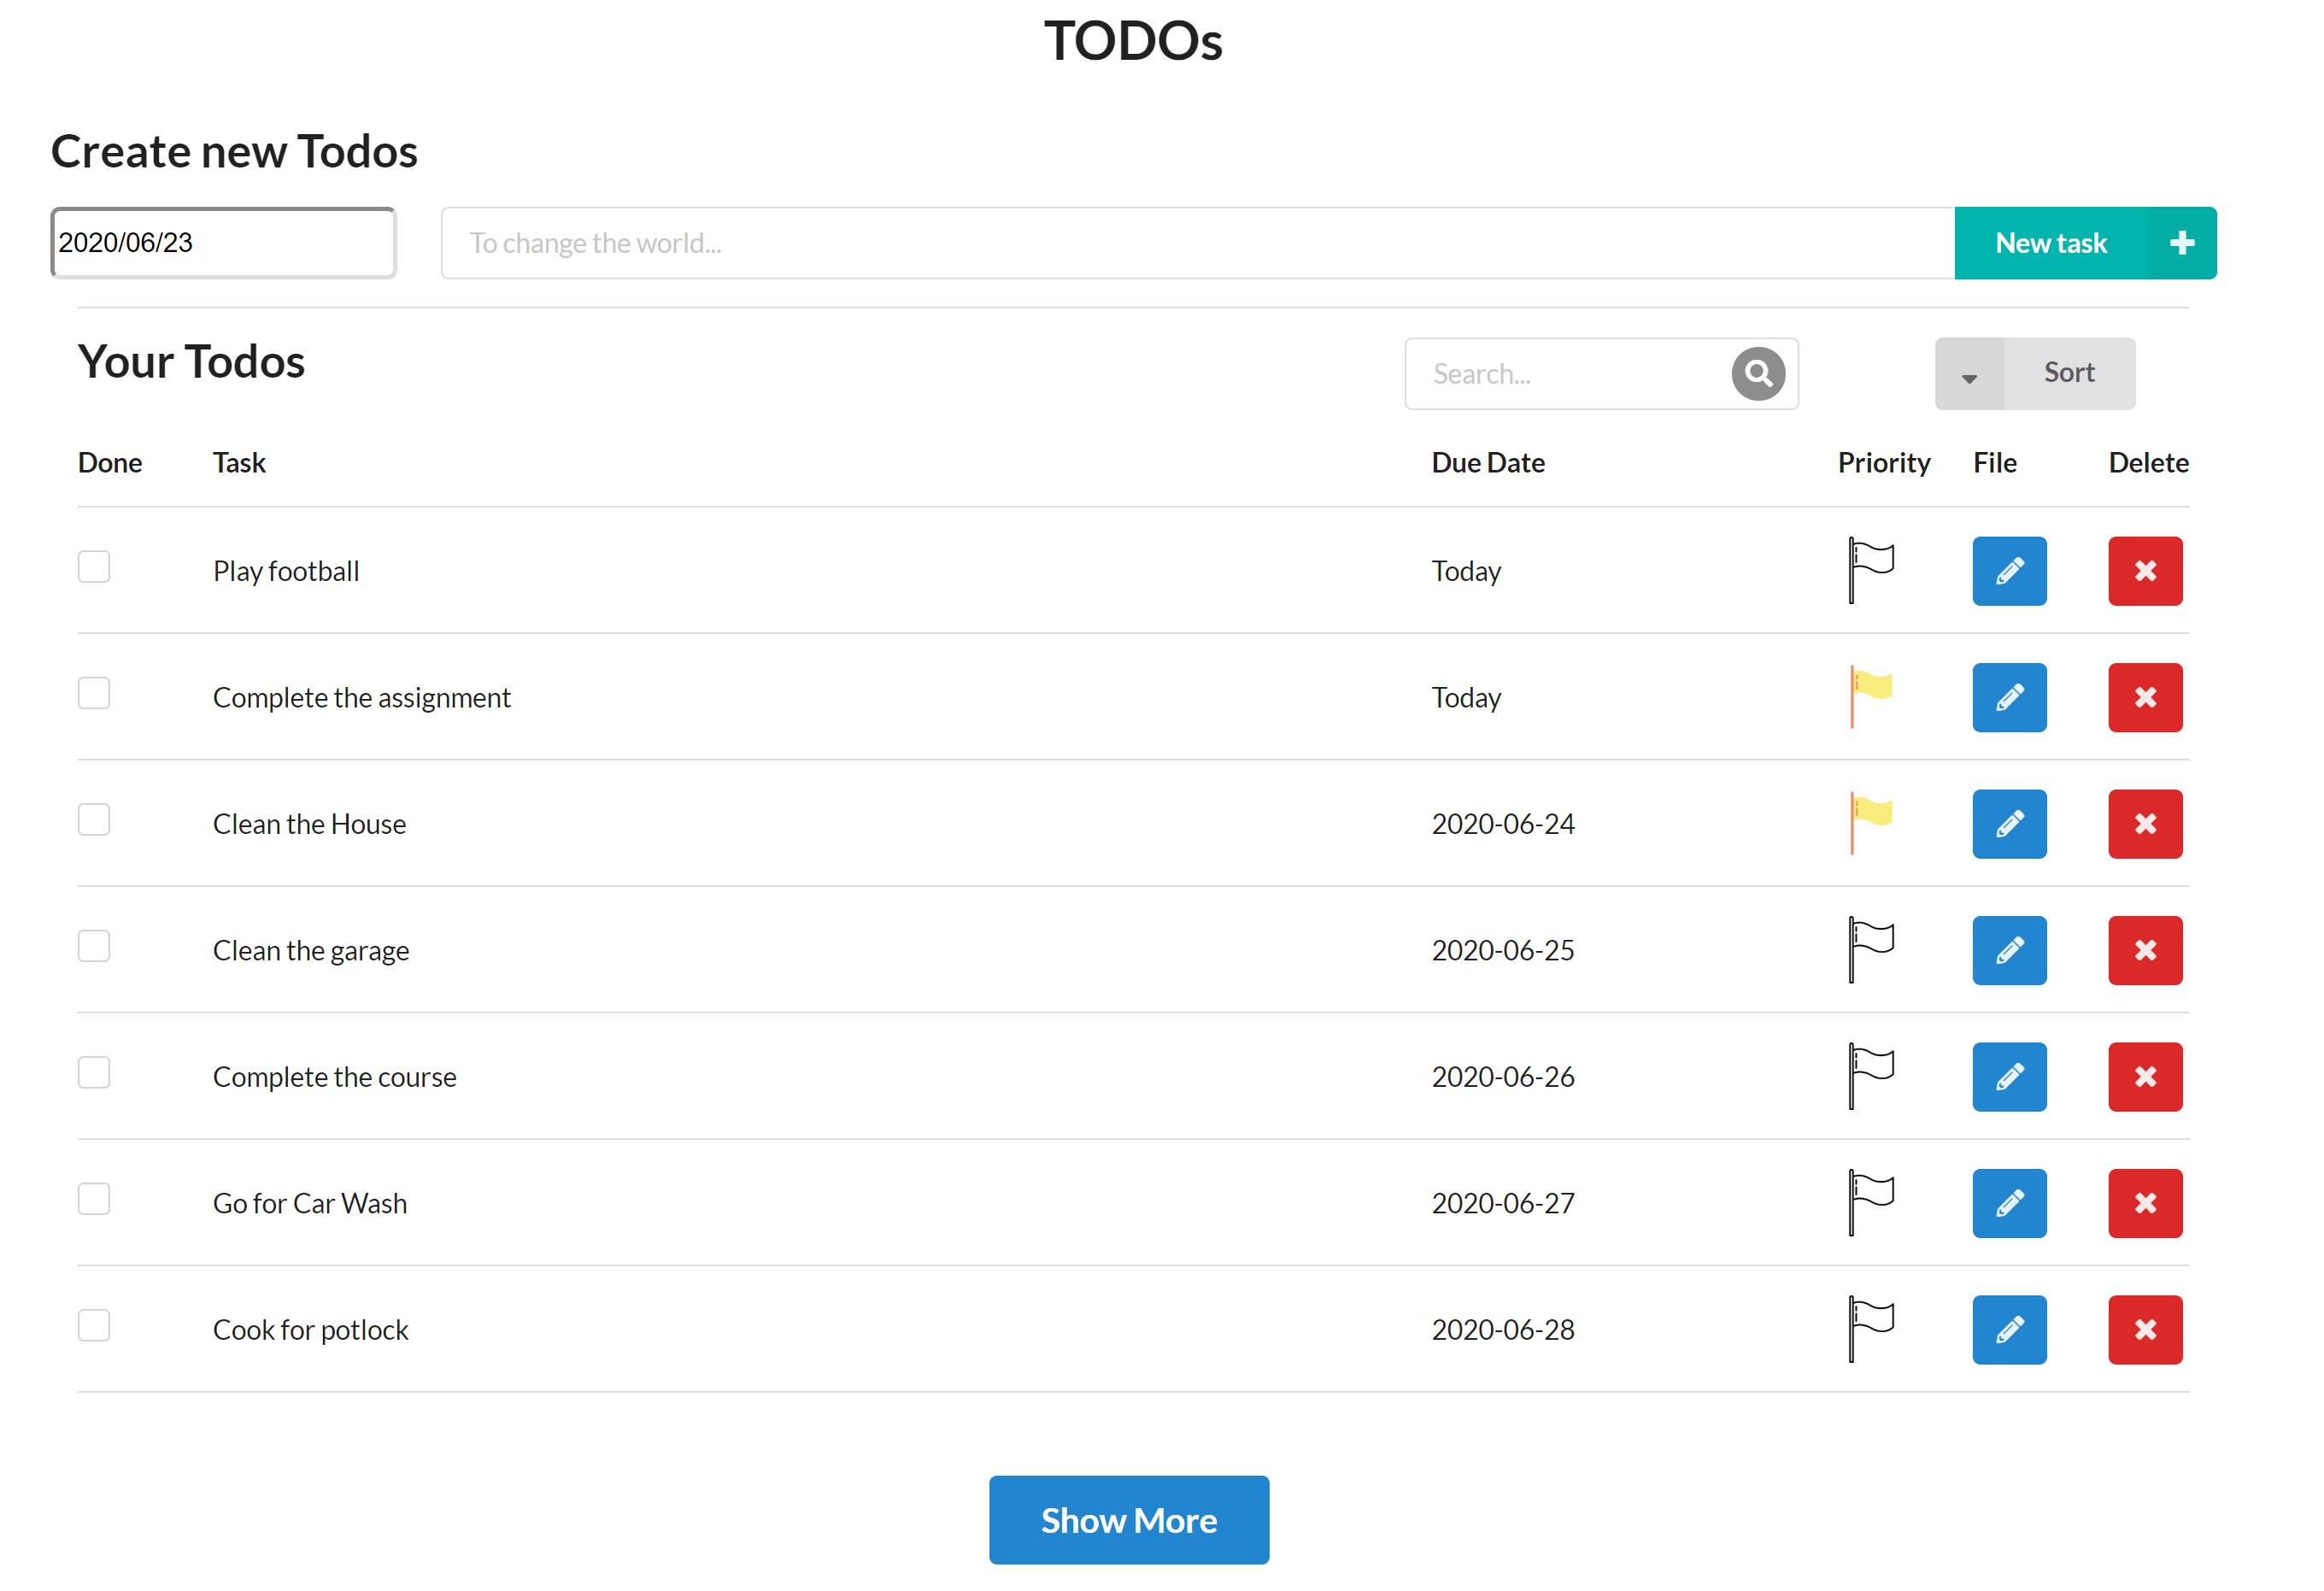 TODOs
Create new Todos
2020/06/23 To change the world... New task
Your Todos Search... Sort
Done Task Due Date Priority File Delete
Play football Today
Complete the assignment Today
Clean the House 2020-06-24
Clean the garage 2020-06-25
Complete the course 2020-06-26
Go for Car Wash 2020-06-27
Cook for potlock 2020-06-28
Show More